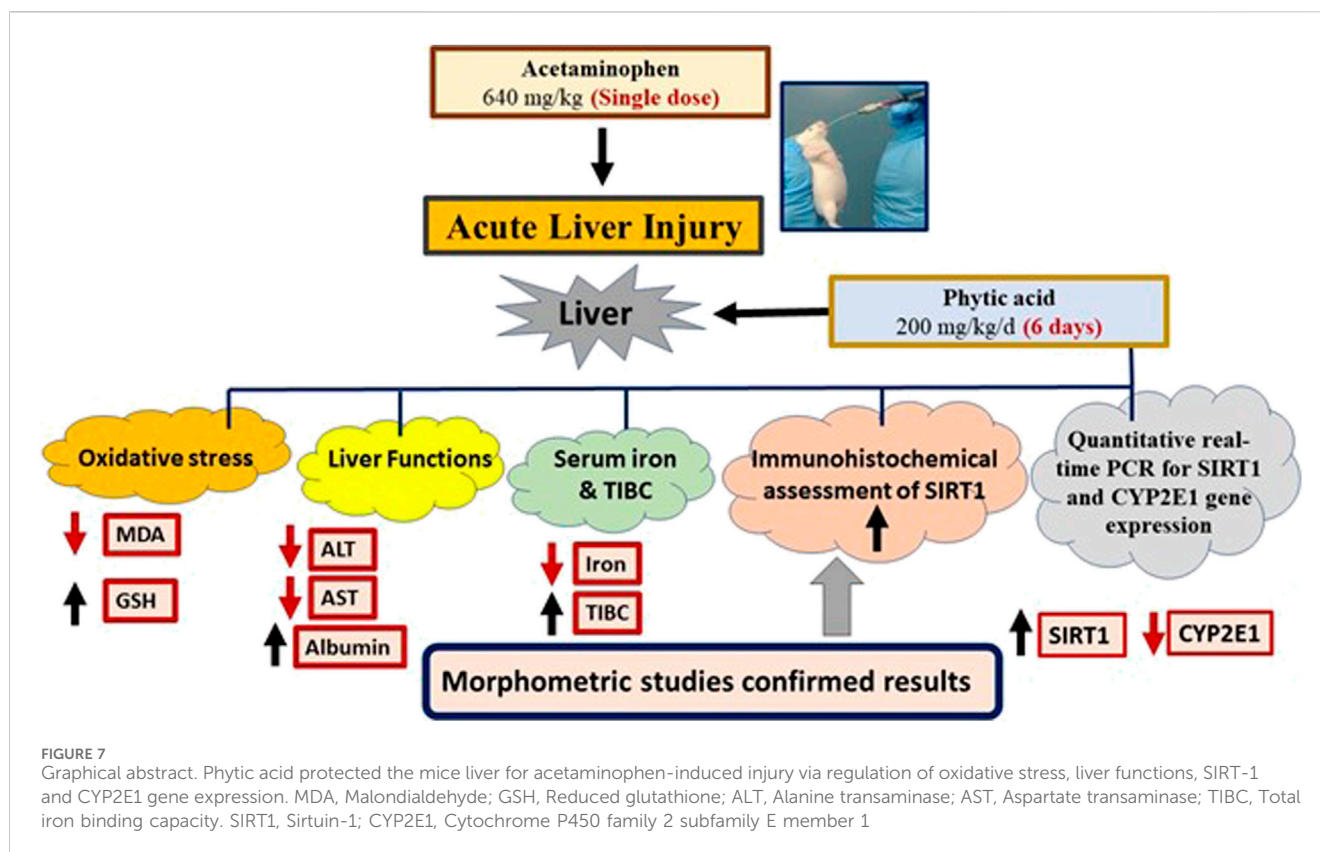 Acetaminophen
640 mg/kg (Single dose)
Acute Liver Injury
Liver
Phytic acid
200 mg/kg/d (6 days)
Oxidative stress
MDA
GSH
Liver Functions
ALT
AST
Albumin
Serum iron
& TIBC
Iron
TIBC
Immunohistochemical
assessment of SIRT1
Quantitative real-
time PCR for SIRT1
and CYP2E1 gene
expression
SIRT1
CYP2E1
Morphometric studies confirmed results
FIGURE 7
Graphical abstract. Phytic acid protected the mice liver for acetaminophen-induced injury via regulation of oxidative stress, liver functions, SIRT-1
and CYP2E1 gene expression. MDA, Malondialdehyde; GSH, Reduced glutathione; ALT, Alanine transaminase; AST, Aspartate transaminase; TIBC, Total
iron binding capacity. SIRT1, Sirtuin-1; CYP2E1, Cytochrome P450 family 2 subfamily E member 1